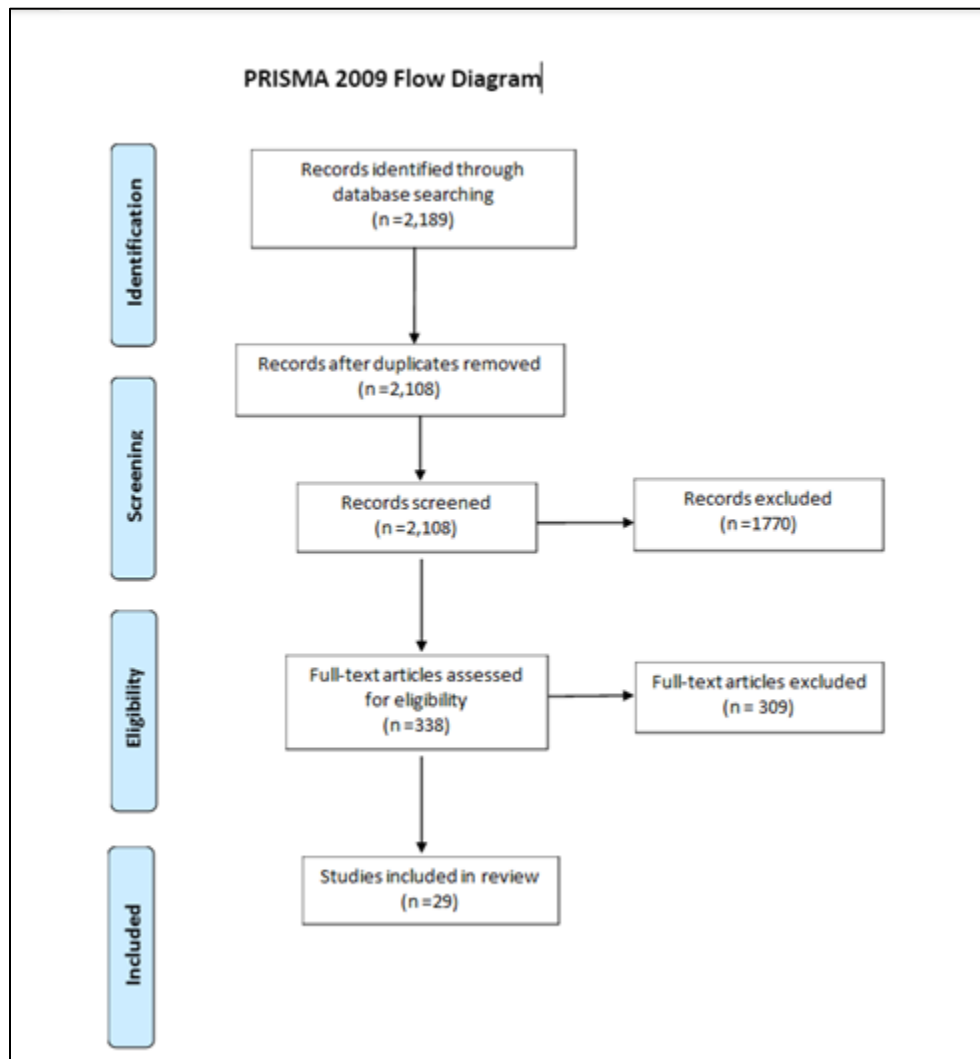 PRISMA 2009 Flow Diagram
Identification
Records identified through
database searching
(n =2,189)
Records after duplicates removed
(n =2,108)
Screening
Records screened
(n =2,108)
Records excluded
(n =1770)
Eligibility
Full-text articles assessed
for eligibility
(n =338)
Full-text articles excluded
(n = 309)
Included
Studies included in review
(n =29)